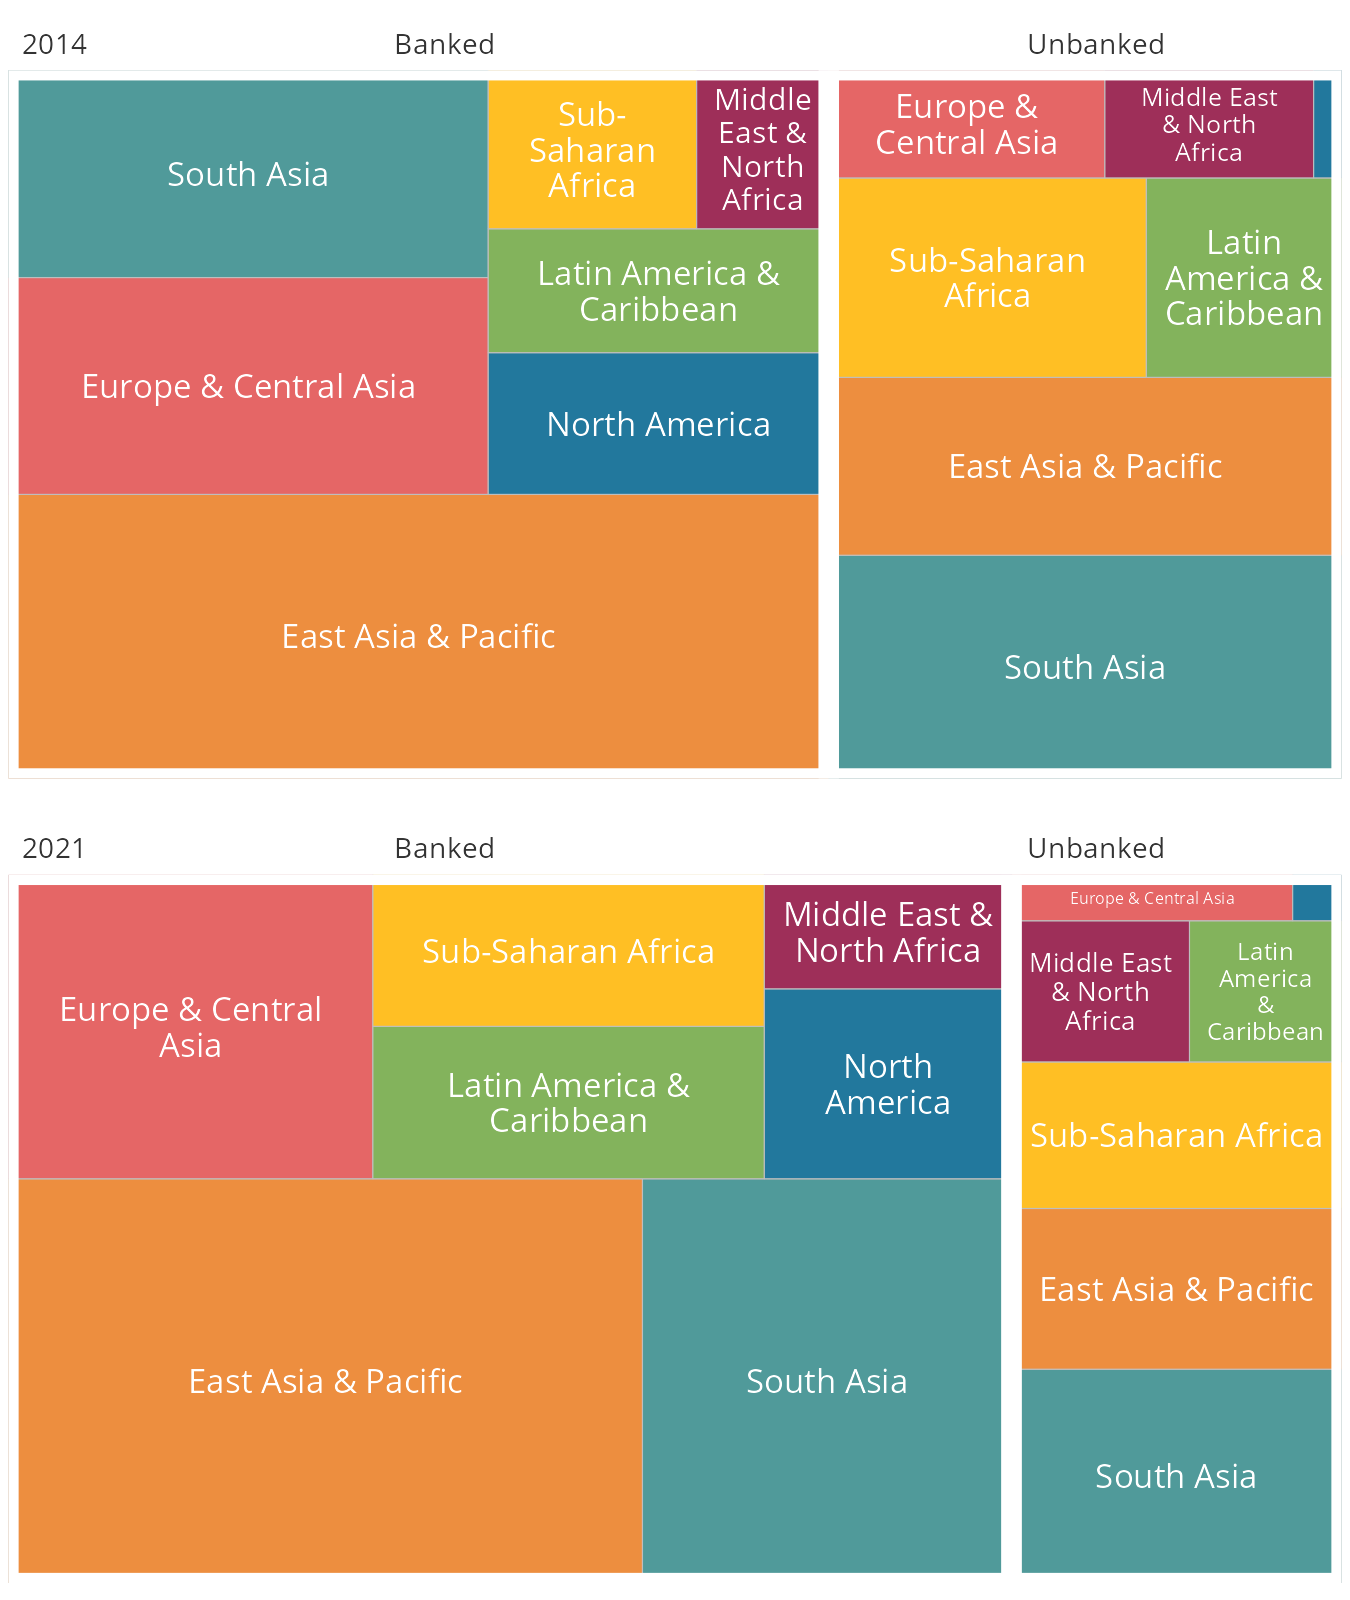 2014
Banked
Unbanked
South Asia
Sub-
Saharan
Africa
Middle
East &
North
Africa
Latin America &
Caribbean
Europe & Central Asia
North America
East Asia & Pacific
Europe &
Central Asia
Middle East
& North
Africa
Sub-Saharan
Africa
Latin
America &
Caribbean
East Asia & Pacific
South Asia
2021
Banked
Unbanked
Europe & Central
Asia
Sub-Saharan Africa
Middle East &
North Africa
Latin America &
Caribbean
North
America
East Asia & Pacific
South Asia
Europe & Central Asia
Middle East
& North
Africa
Latin
America
&
Caribbean
Sub-Saharan Africa
East Asia & Pacific
South Asia